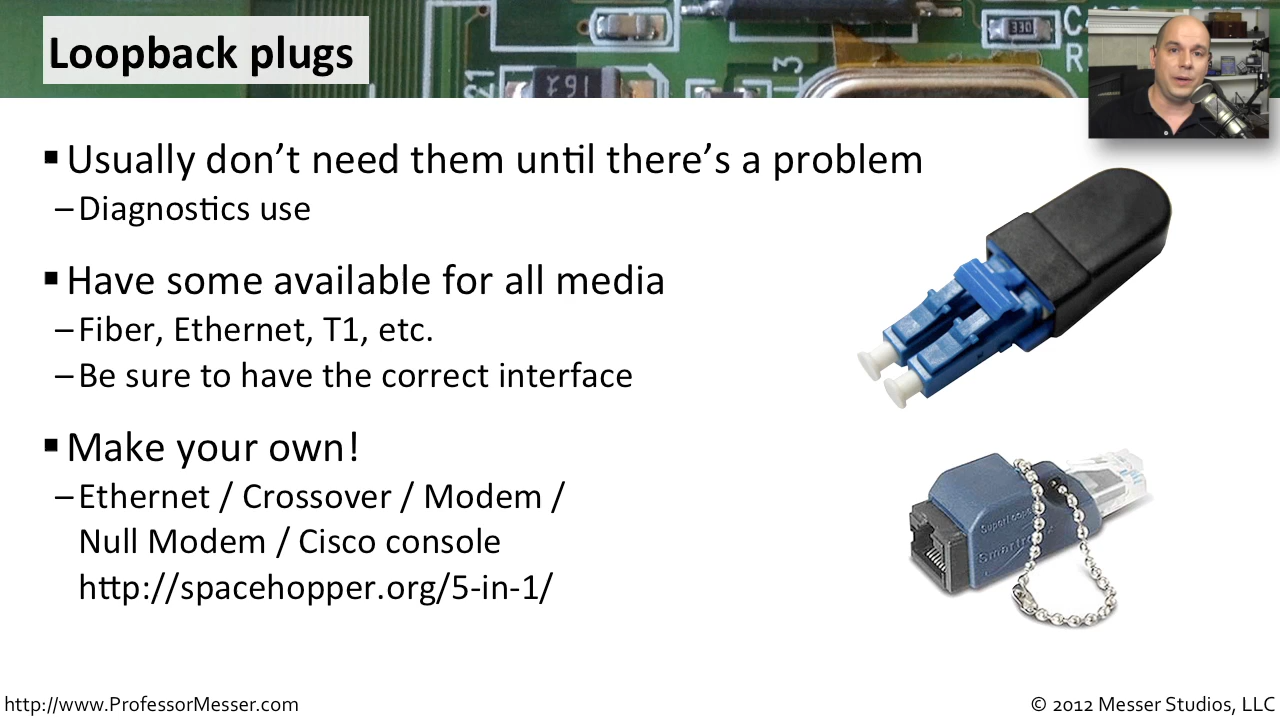 Loopback plugs
330
C4
R
▪ Usually don't need them until there's a problem
– Diagnostics use
▪ Have some available for all media
– Fiber, Ethernet, T1, etc.
– Be sure to have the correct interface
▪ Make your own!
– Ethernet / Crossover / Modem /
Null Modem / Cisco console
http://spacehopper.org/5-in-1/
http://www.ProfessorMesser.com
© 2012 Messer Studios, LLC